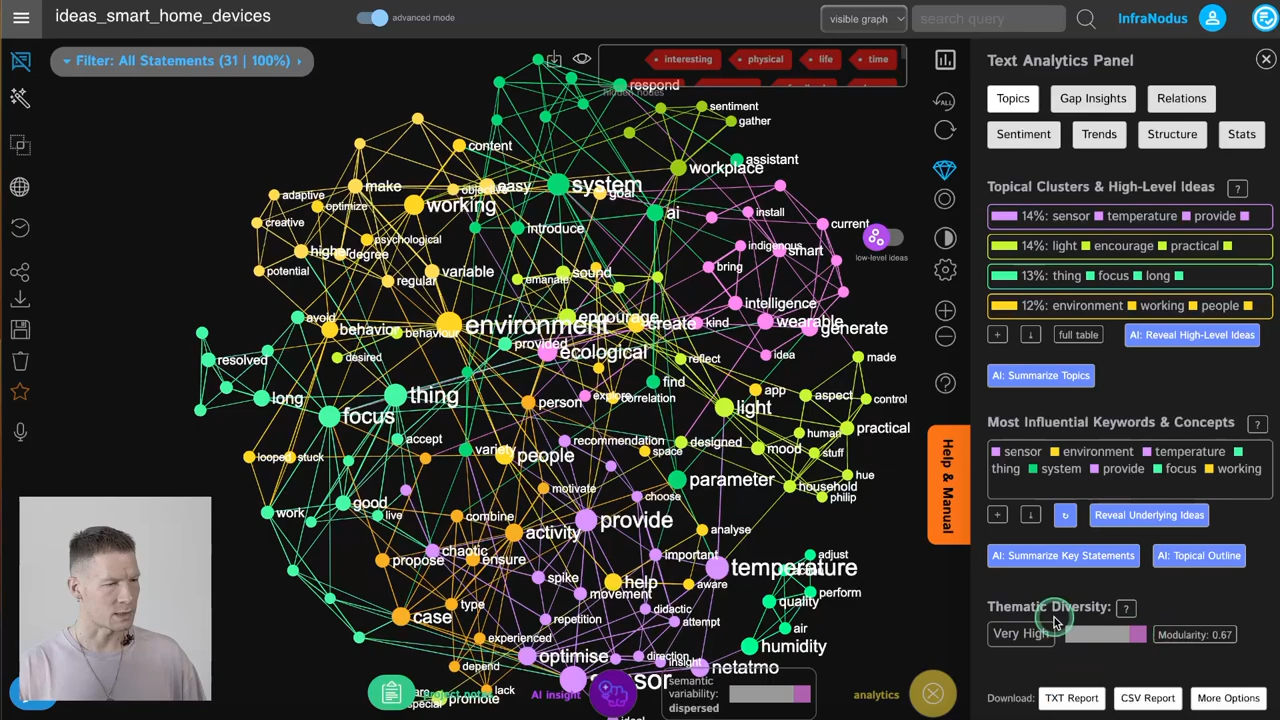 ideas_smart_home_devices
advanced mode
visible graph
search query
InfraNodus
Filter: All Statements (31 | 100%)
interesting
physical
life
time
hidden nodes
respond
sentiment
gather
content
assistant
workplace
system
easy
make
goal
adaptive
optimize
working
ai
install
creative
introduce
current
psychological
indigenous
higher
degree
smart
low-level ideas
potential
regular
variable
sound
bring
emanate
intelligence
avoid
behavior
behaviour
environment
encourage
create
kind
wearable
generate
provided
ecological
resolved
desired
reflect
idea
made
find
long
thing
focus
person
explore
correlation
app
aspect
control
light
accept
variety
recommendation
designed
human
practical
looped
stuck
people
space
mood
stuff
parameter
hue
motivate
household
philip
good
live
choose
work
combine
provide
activity
analyse
chaotic
ensure
important
propose
temperature
adjust
spike
help
aware
perform
movement
quality
type
didactic
case
repetition
attempt
air
experienced
humidity
optimise
direction
insight
depend
netatmo
lack
promote
special
AI insight
semantic
variability:
dispersed
analytics
Help & Manual
Text Analytics Panel
Topics
Gap Insights
Relations
Sentiment
Trends
Structure
Stats
Topical Clusters & High-Level Ideas
?
14%: sensor temperature provide
14%: light encourage practical
13%: thing focus long
12%: environment working people
+
↓
full table
AI: Reveal High-Level Ideas
AI: Summarize Topics
Most Influential Keywords & Concepts
?
sensor environment temperature
thing system provide focus working
+
↓
↻
Reveal Underlying Ideas
AI: Summarize Key Statements
AI: Topical Outline
Thematic Diversity:
?
Very High
Modularity: 0.67
Download:
TXT Report
CSV Report
More Options